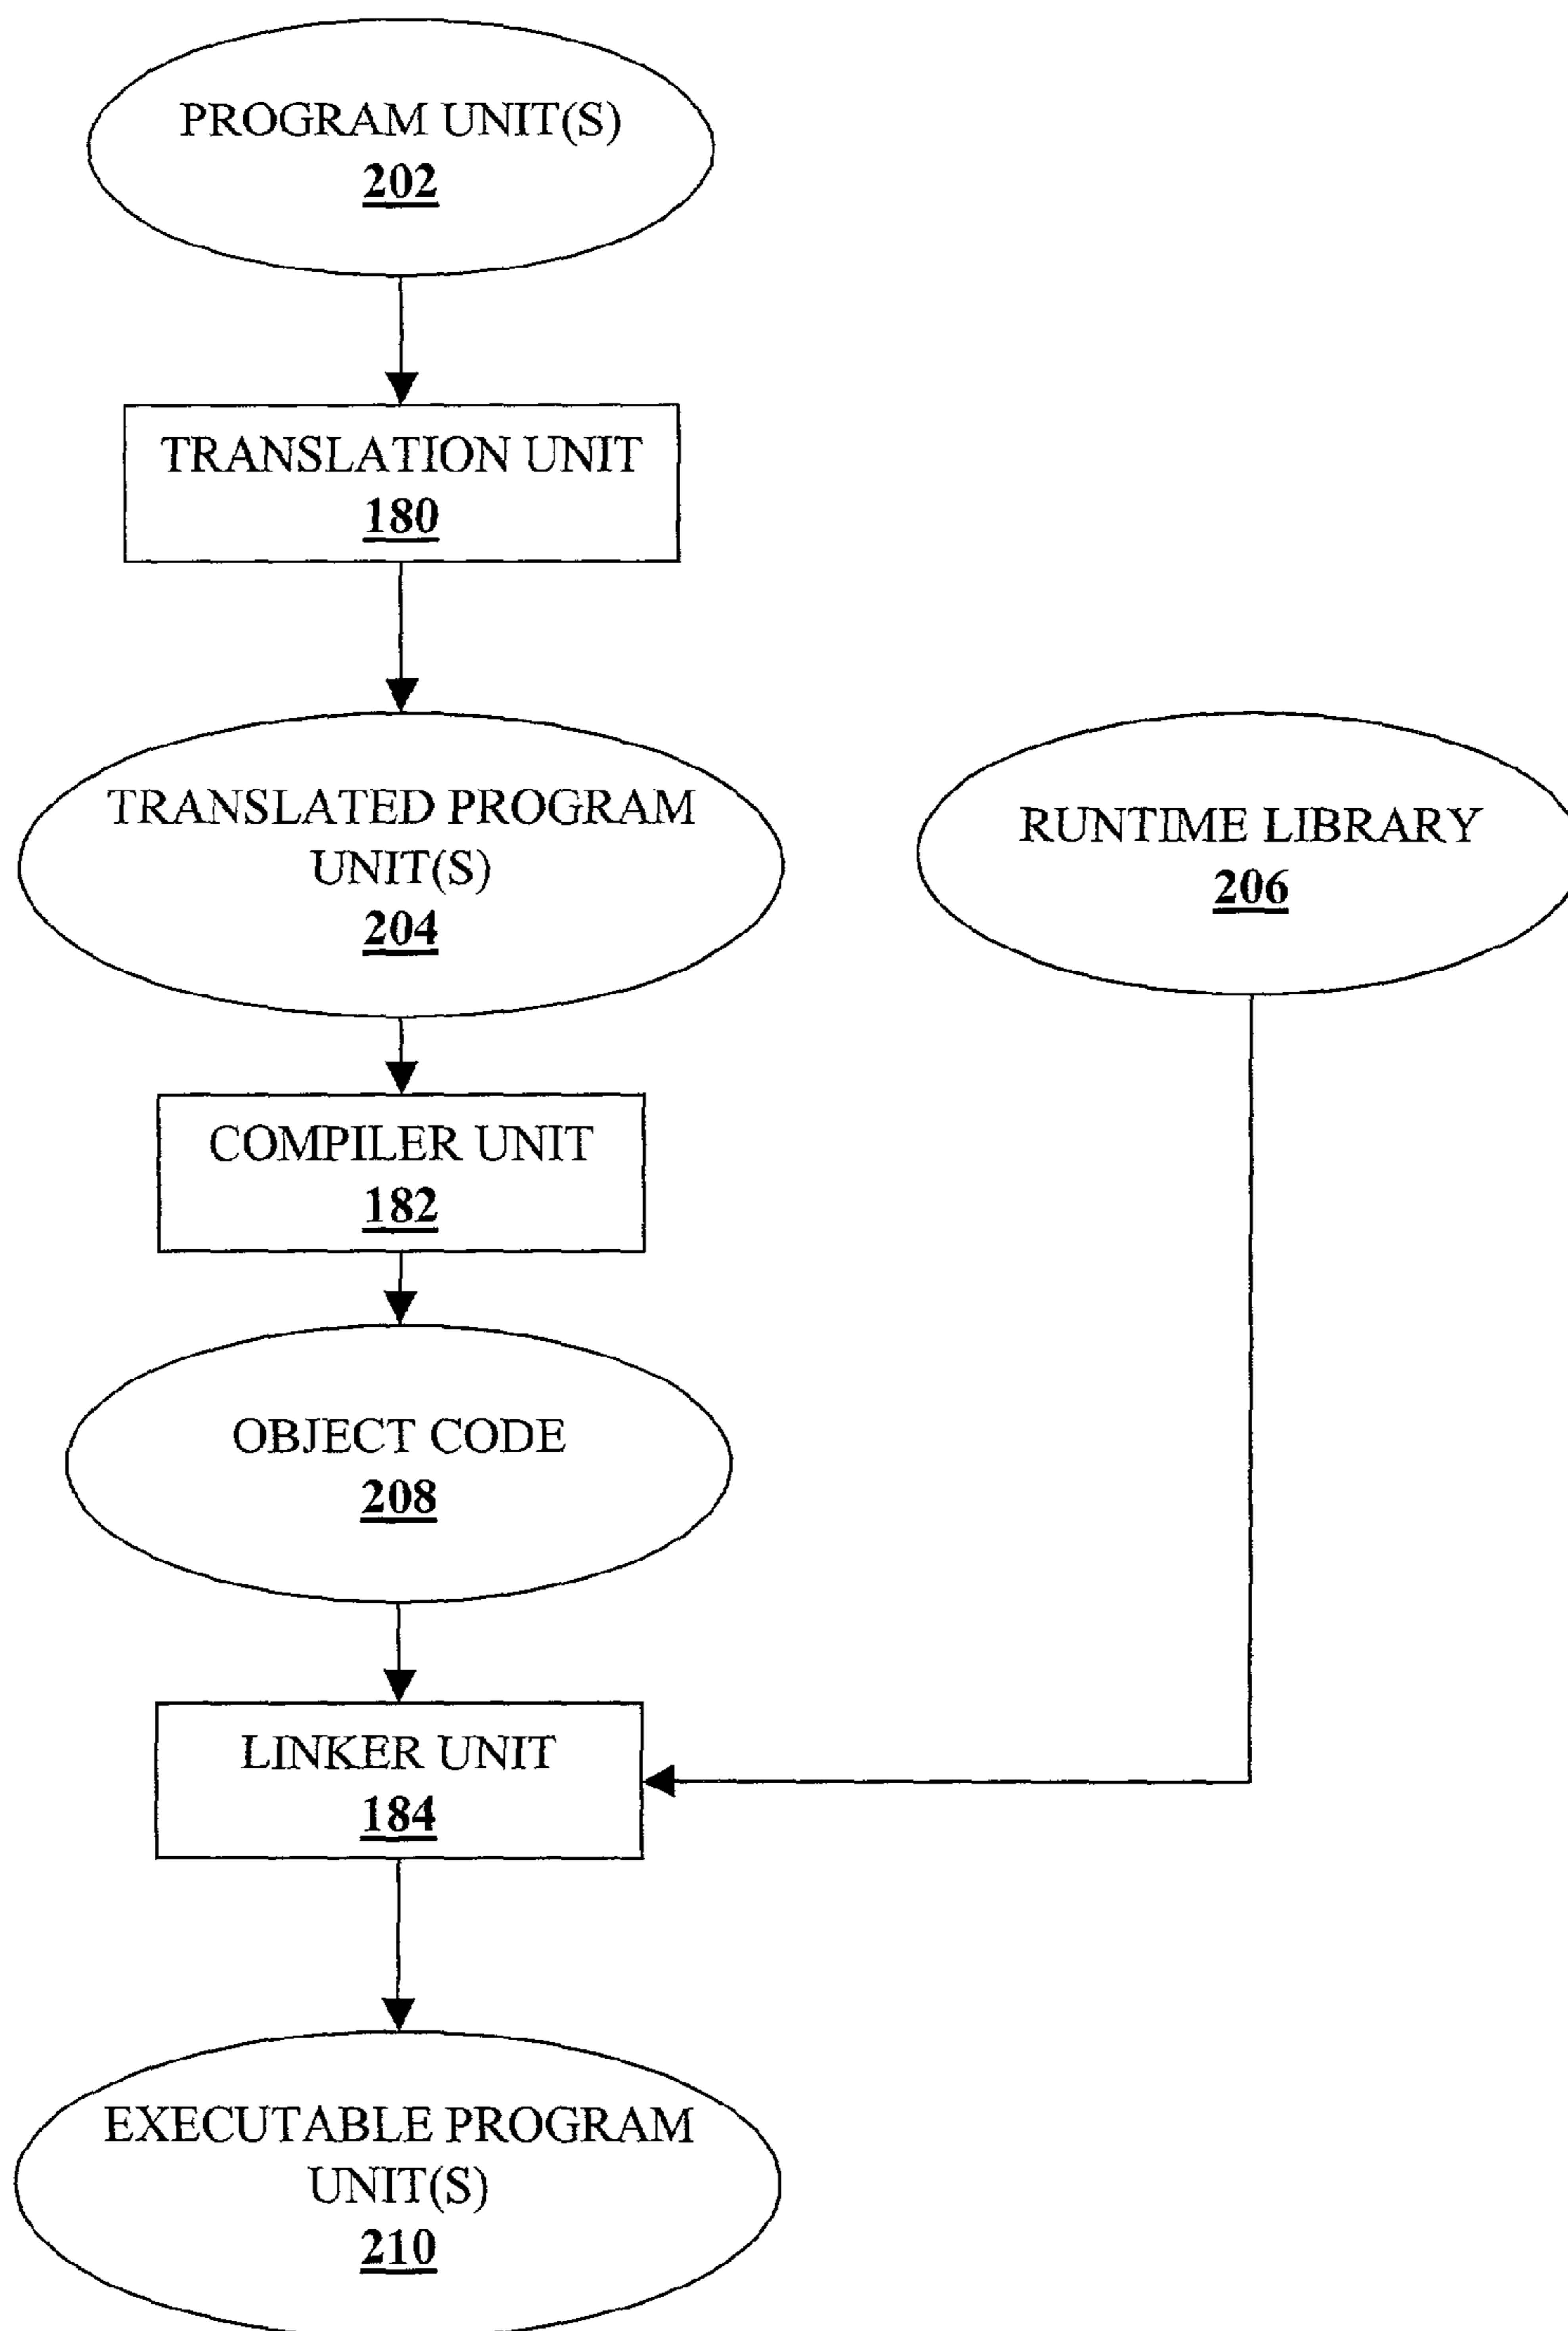 PROGRAM UNIT(S)
202
TRANSLATION UNIT
180
TRANSLATED PROGRAM
UNIT(S)
204
RUNTIME LIBRARY
206
COMPILER UNIT
182
OBJECT CODE
208
LINKER UNIT
184
EXECUTABLE PROGRAM
UNIT(S)
210